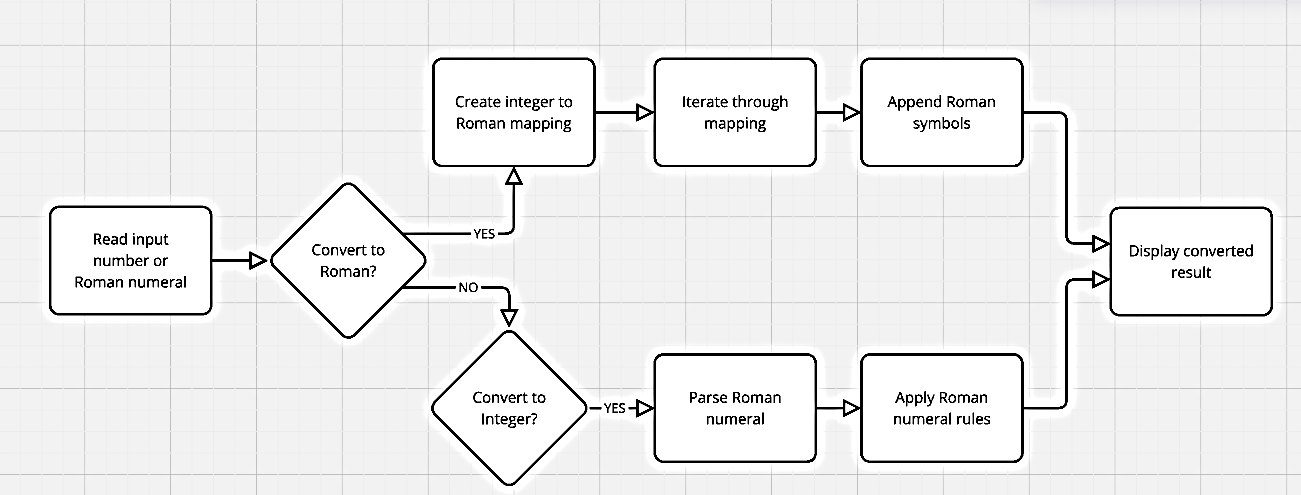 Create integer to
Roman mapping
Iterate through
mapping
Append Roman
symbols
Read input
number or
Roman numeral
Convert to
Roman?
YES
NO
Display converted
result
Convert to
Integer?
YES
Parse Roman
numeral
Apply Roman
numeral rules